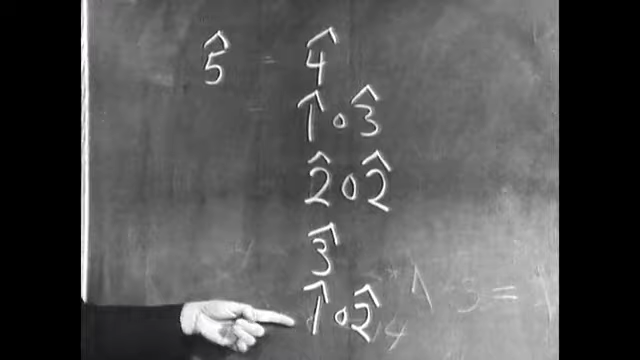 5̂ = 4̂
1̂ ∘ 3̂
2̂ ∘ 2̂
3̂
1̂ ∘ 2̂